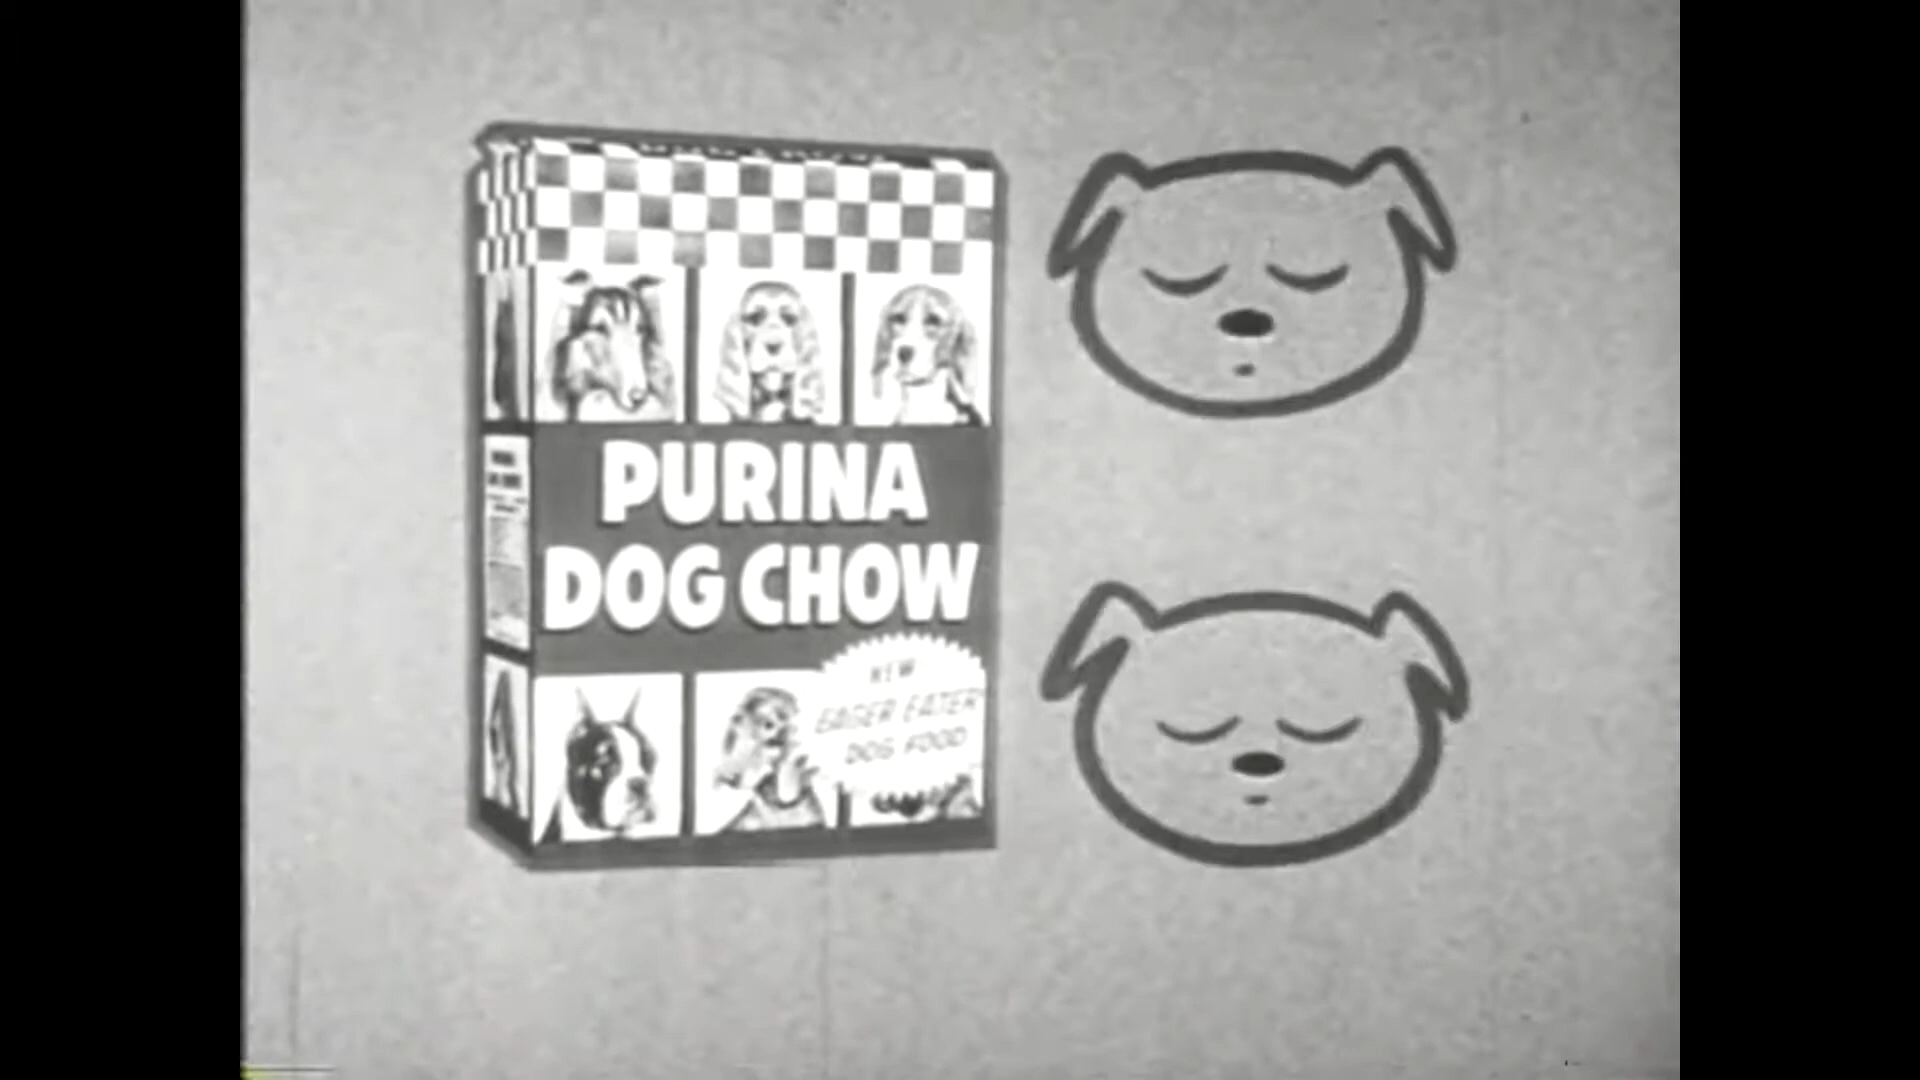 PURINA
DOG CHOW
NEW
EAGER EATER
DOG FOOD